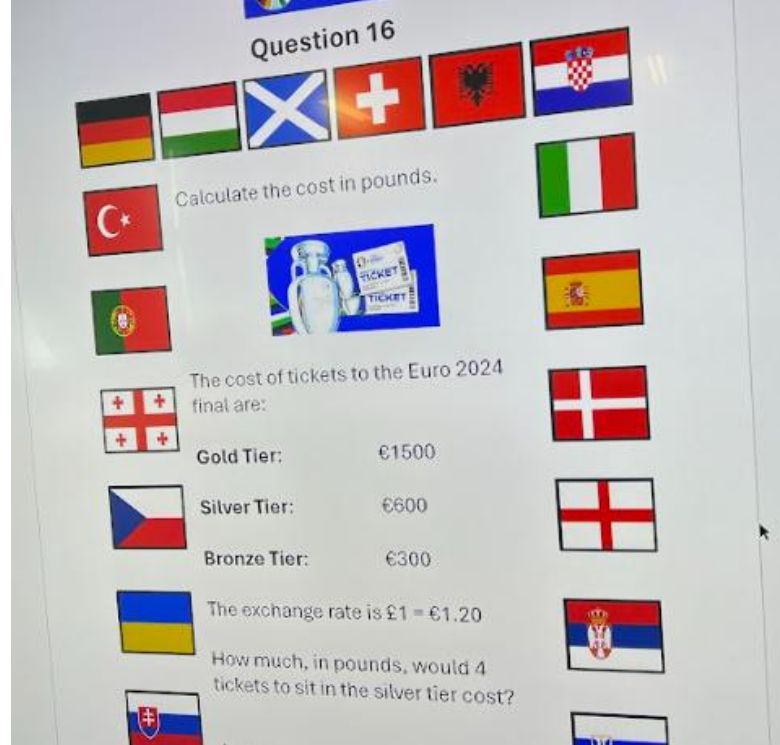 Question 16
Calculate the cost in pounds.
TICKET
TICKET
The cost of tickets to the Euro 2024
final are:
Gold Tier: €1500
Silver Tier: €600
Bronze Tier: €300
The exchange rate is £1 = €1.20
How much, in pounds, would 4
tickets to sit in the silver tier cost?